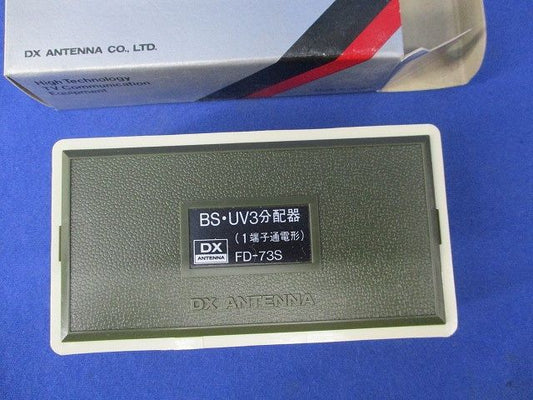 DX ANTENNA CO., LTD.
High Technology
TV Communication
Equipment
BS・UV3分配器
(1端子通電形)
DX
ANTENNA
FD-73S
DX ANTENNA